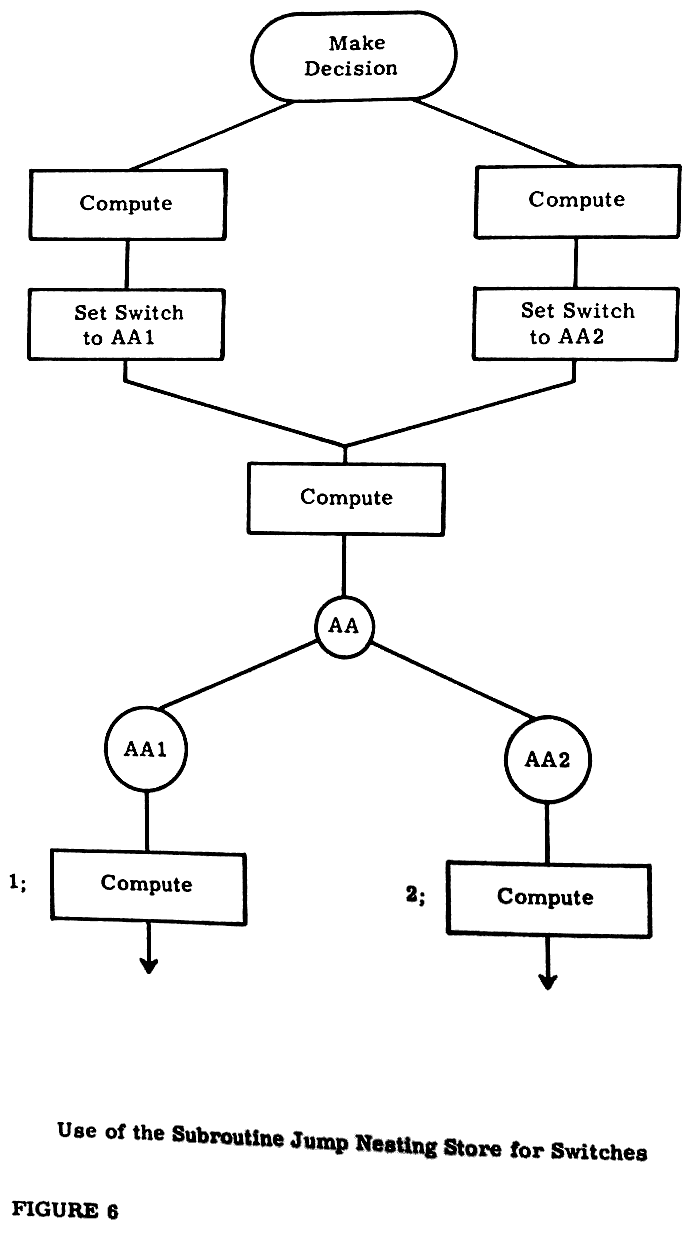 Make
Decision
Compute
Compute
Set Switch
to AA1
Set Switch
to AA2
Compute
AA
AA1
AA2
1;
Compute
2;
Compute
Use of the Subroutine Jump Nesting Store for Switches
FIGURE 6